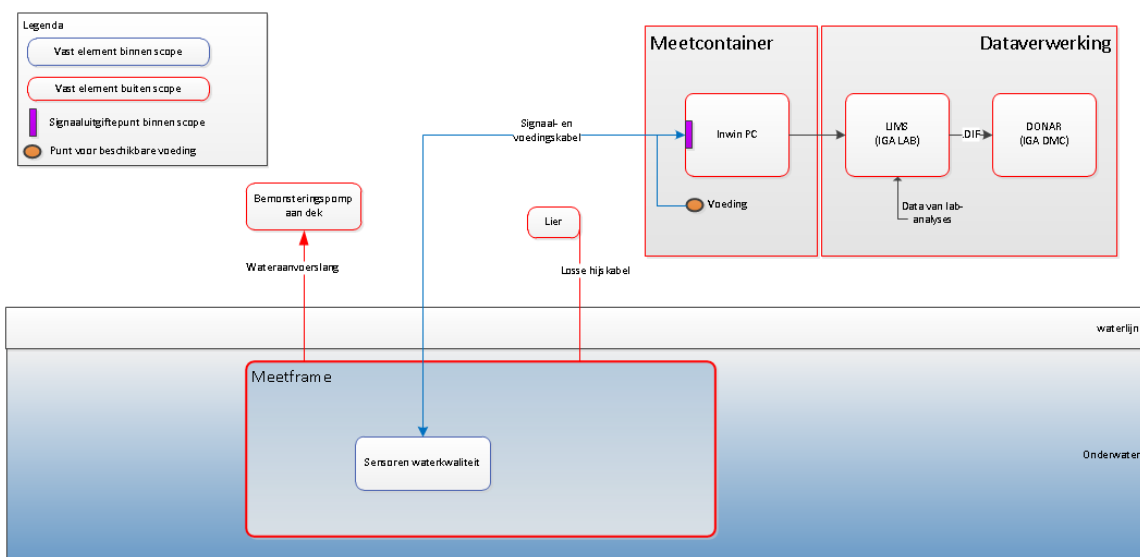 Legenda
Vast element binnen scope
Vast element buiten scope
Signaaluitgiftepunt binnen scope
Punt voor beschikbare voeding
Meetcontainer
Dataverwerking
Signaal- en
voedingskabel
Inwin PC
LIMS
(IGA LAB)
.DIF
DONAR
(IGA DMC)
Voeding
Data van lab-
analyses
Bemonsteringspomp
aan dek
Lier
Wateraanvoerslang
Losse hijskabel
waterlijn
Meetframe
Sensoren waterkwaliteit
Onderwater